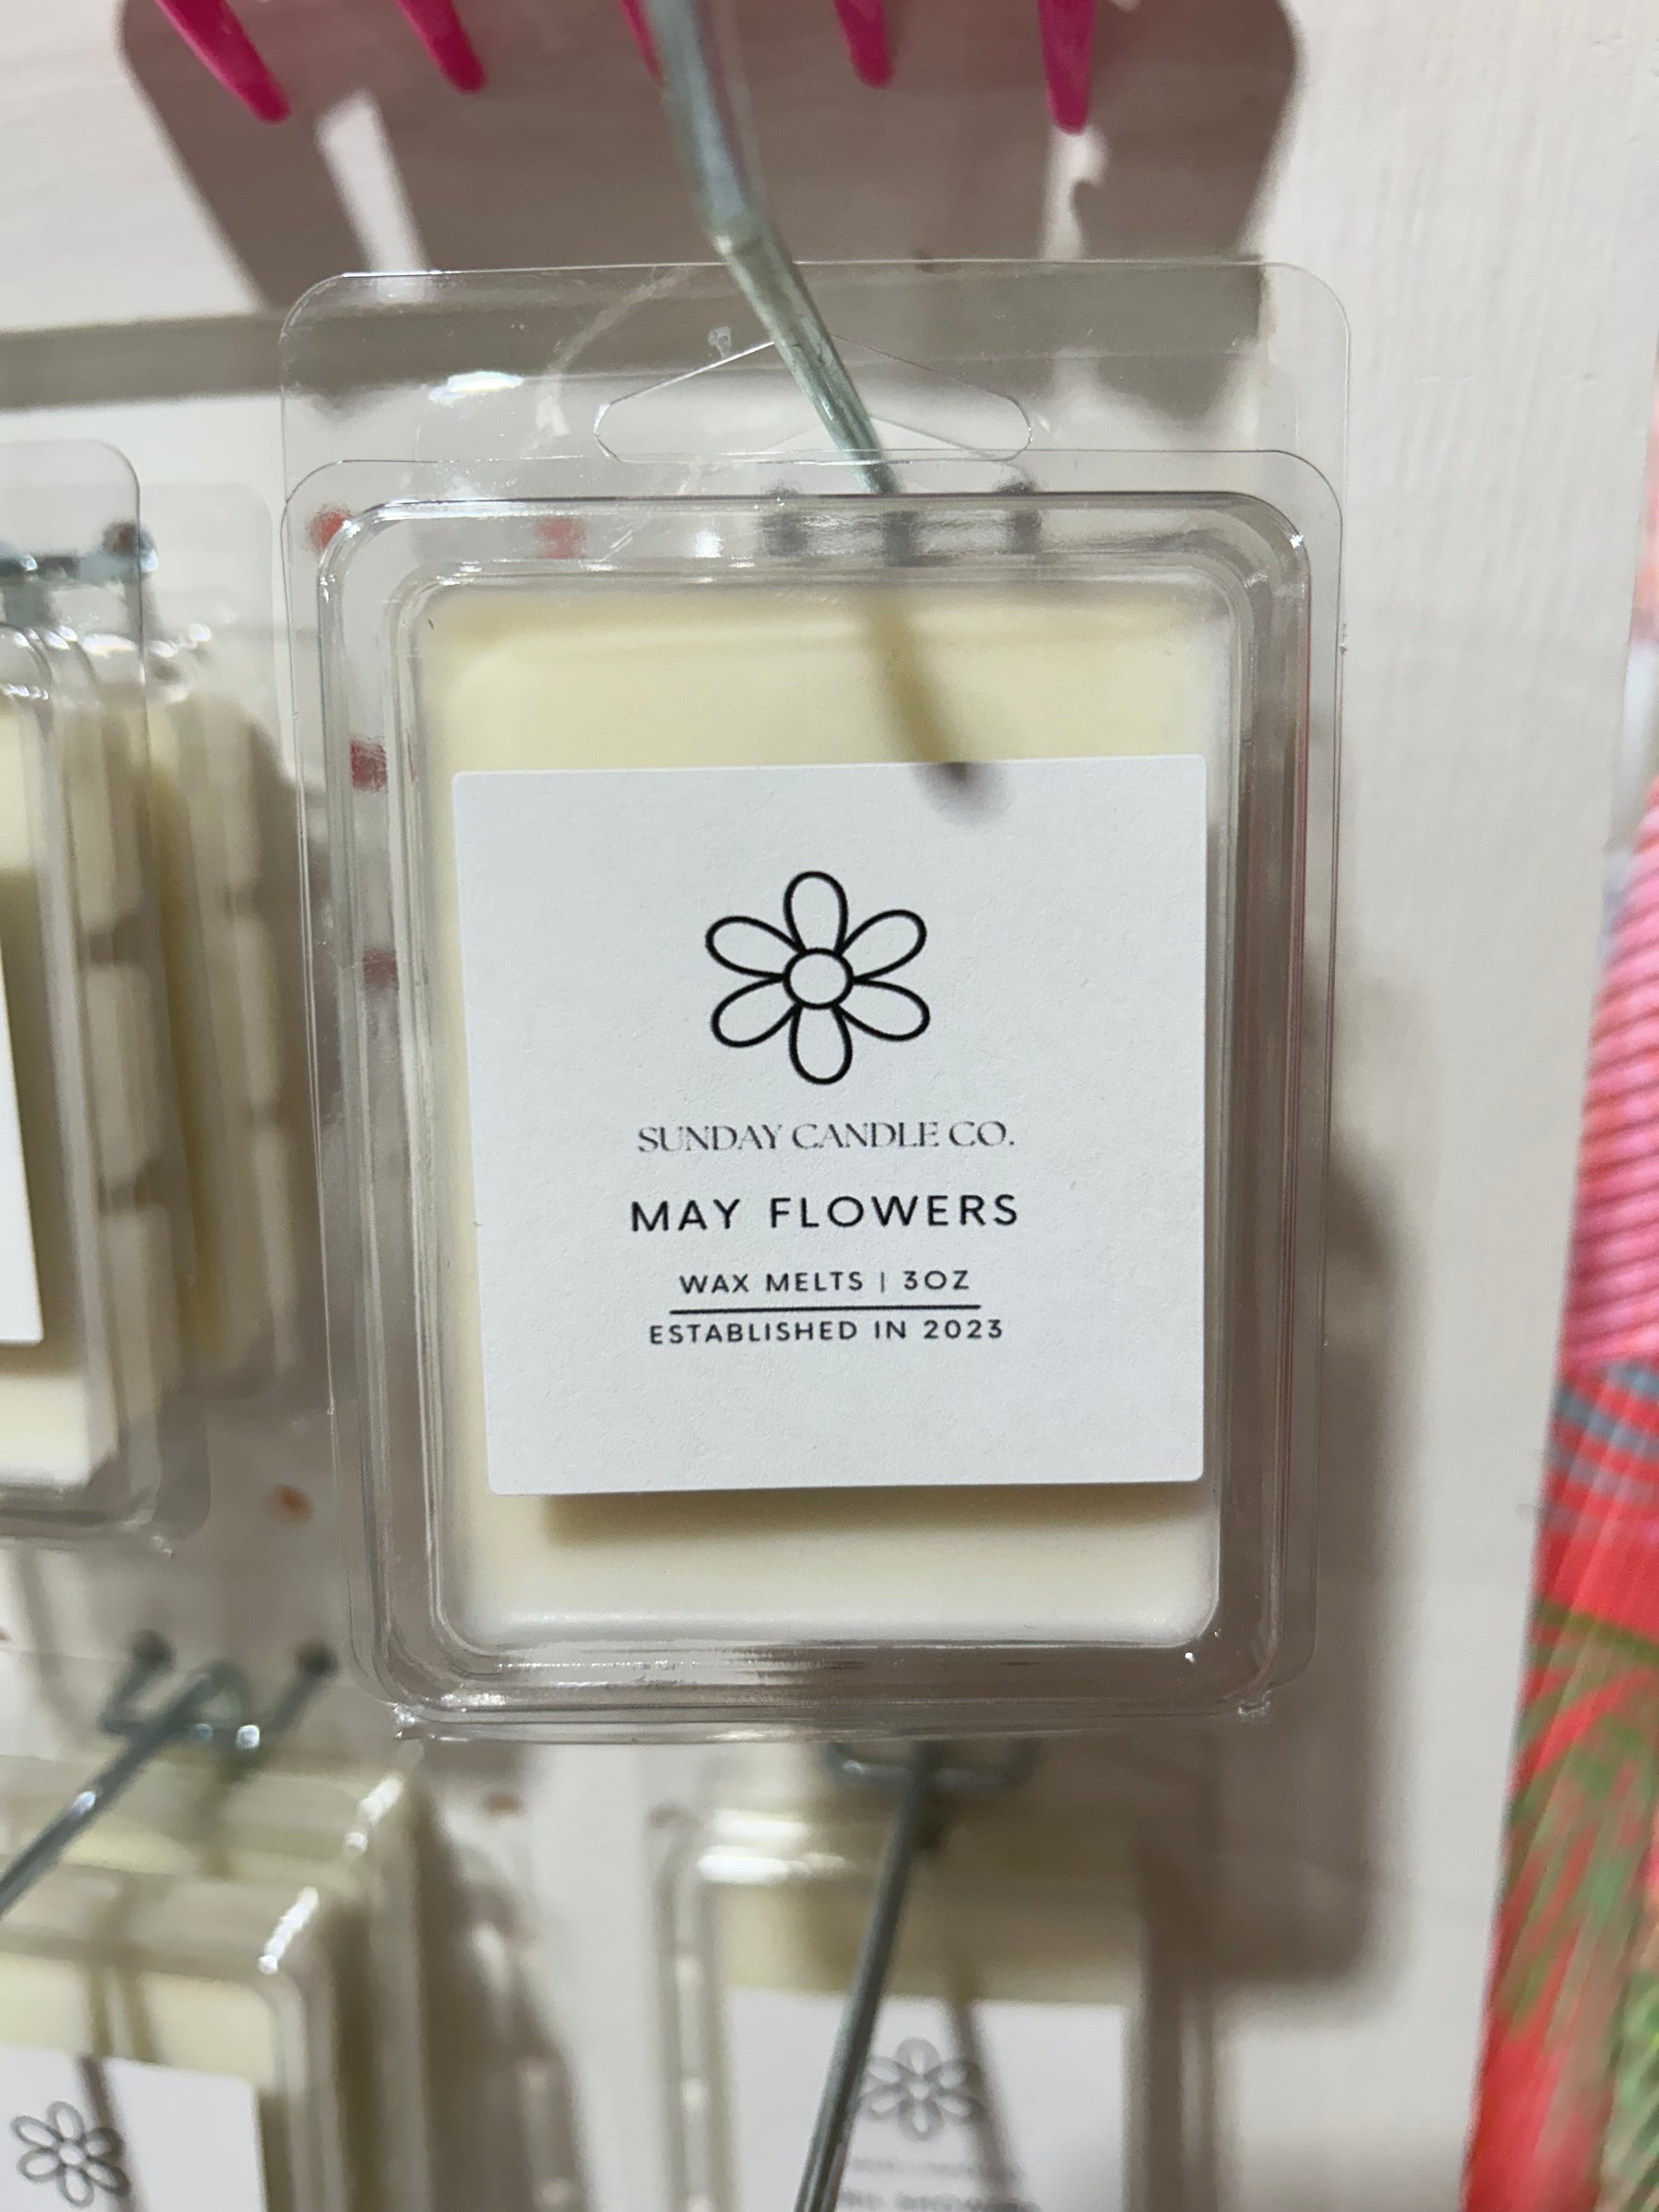 SUNDAY CANDLE CO.
MAY FLOWERS
WAX MELTS | 3OZ
ESTABLISHED IN 2023